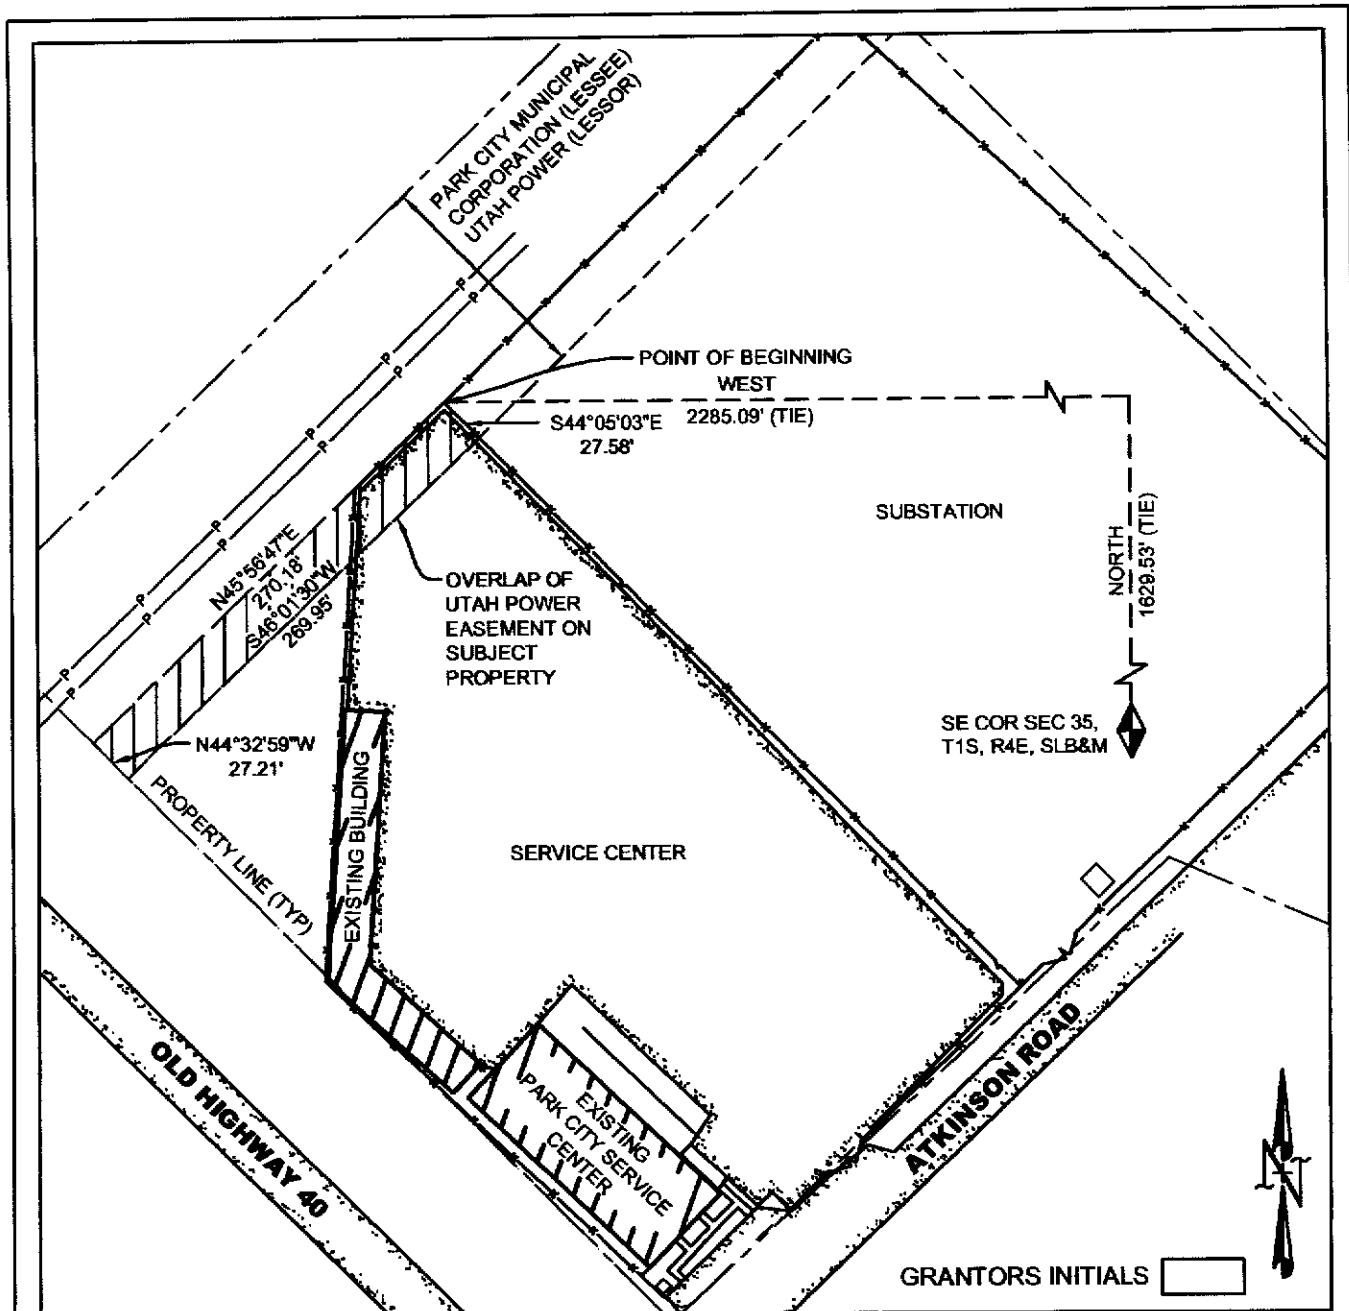 PARK CITY MUNICIPAL
CORPORATION (LESSEE)
UTAH POWER (LESSOR)
P
P
P
P
P
P
P
P
P
P
P
P
POINT OF BEGINNING
WEST
2285.09' (TIE)
S44°05'03"E
27.58'
SUBSTATION
NORTH
1629.53' (TIE)
N45°56'47"E
270.18'
S46°01'30"W
269.95'
OVERLAP OF
UTAH POWER
EASEMENT ON
SUBJECT
PROPERTY
SE COR SEC 35,
T1S, R4E, SLB&M
N44°32'59"W
27.21'
PROPERTY LINE (TYP)
EXISTING BUILDING
SERVICE CENTER
OLD HIGHWAY 40
EXISTING
PARK CITY SERVICE
CENTER
ATKINSON ROAD
N
GRANTORS INITIALS